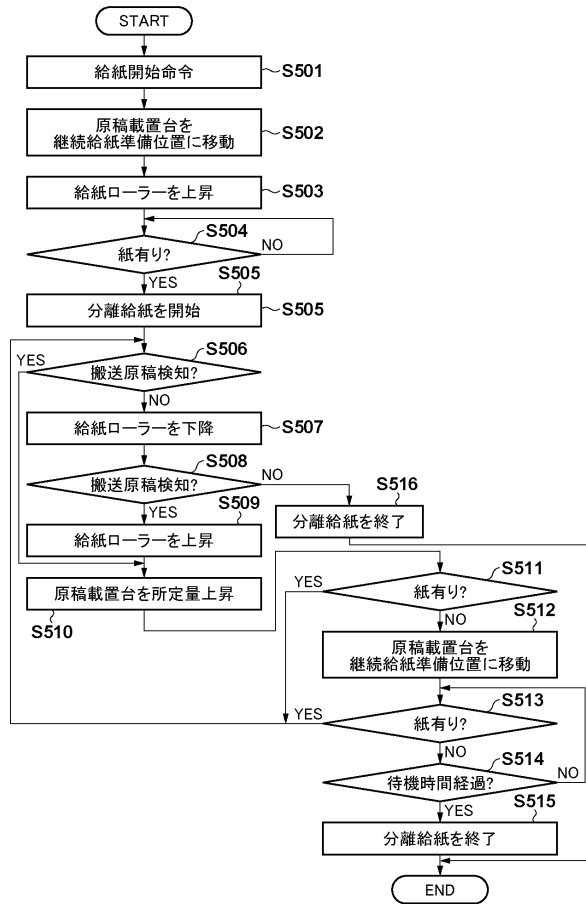 START
給紙開始命令
S501
原稿載置台を
継続給紙準備位置に移動
S502
給紙ローラーを上昇
S503
S504
紙有り?
NO
YES
S505
分離給紙を開始
S505
S506
YES
搬送原稿検知?
NO
給紙ローラーを下降
S507
S508
搬送原稿検知?
NO
YES
S509
S516
分離給紙を終了
給紙ローラーを上昇
原稿載置台を所定量上昇
S510
S511
YES
紙有り?
NO
S512
原稿載置台を
継続給紙準備位置に移動
S513
YES
紙有り?
NO
S514
待機時間経過?
NO
YES
S515
分離給紙を終了
END